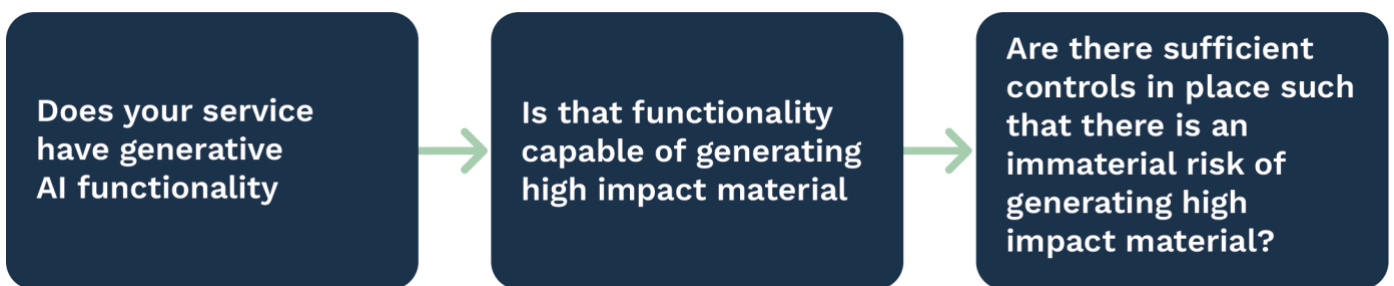 Does your service
have generative
AI functionality
Is that functionality
capable of generating
high impact material
Are there sufficient
controls in place such
that there is an
immaterial risk of
generating high
impact material?